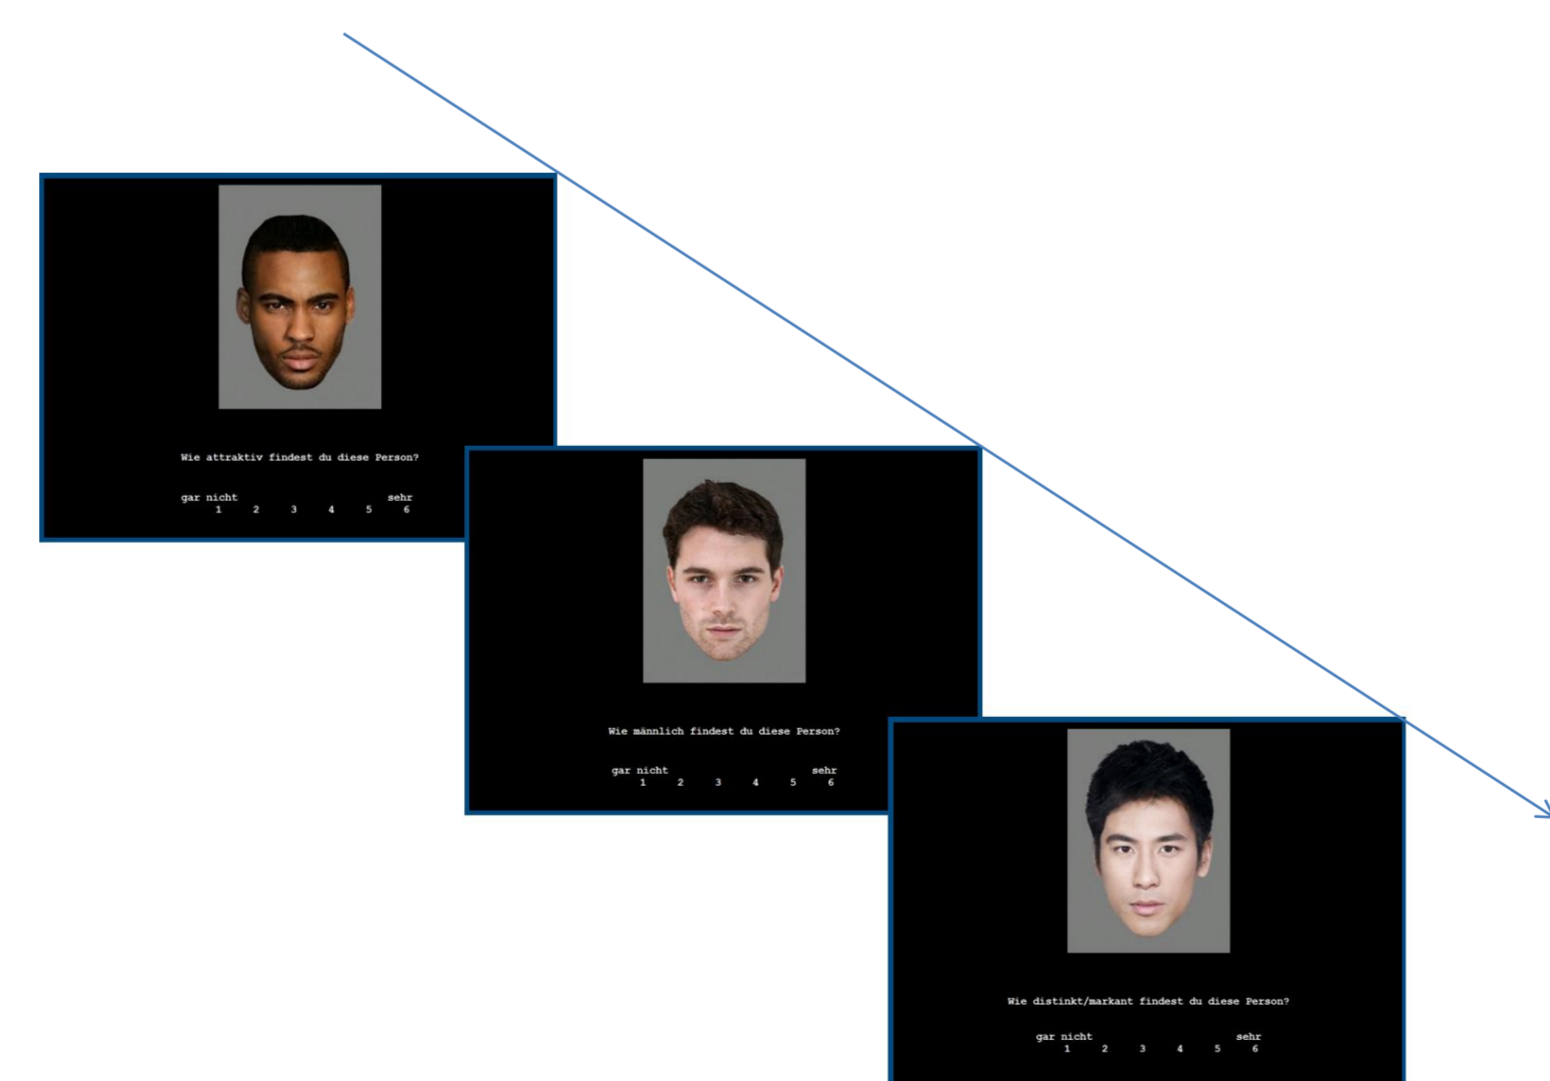 Wie attraktiv findest du diese Person?
gar nicht sehr
1 2 3 4 5 6
Wie männlich findest du diese Person?
gar nicht sehr
1 2 3 4 5 6
Wie distinkt/markant findest du diese Person?
gar nicht sehr
1 2 3 4 5 6